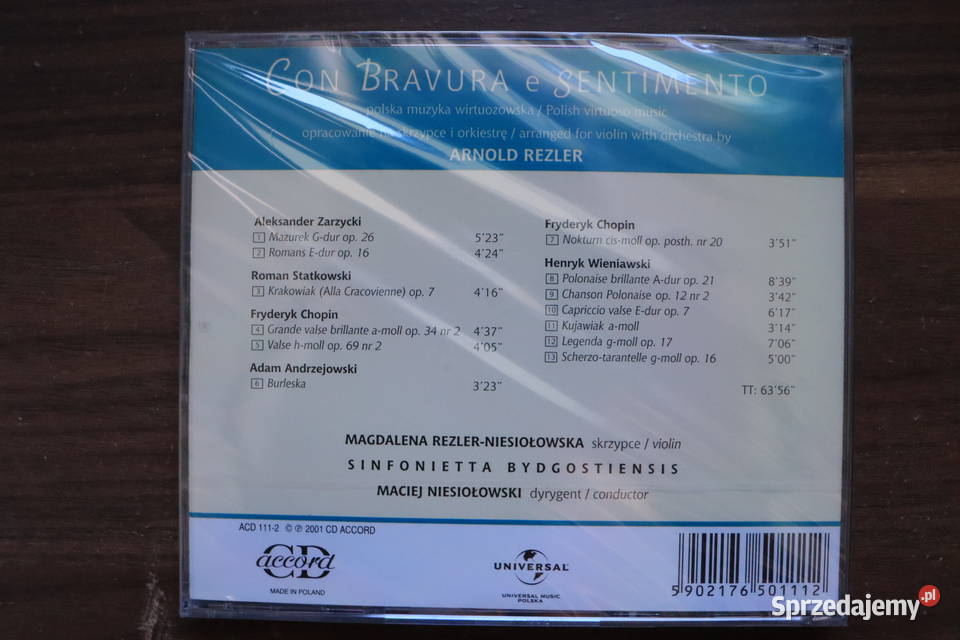 CON BRAVURA e SENTIMENTO
polska muzyka wirtuozowska / Polish virtuoso music
opracowanie na skrzypce i orkiestrę / arranged for violin with orchestra by
ARNOLD REZLER
Aleksander Zarzycki
1 Mazurek G-dur op. 26 5'23"
2 Romans E-dur op. 16 4'24"
Roman Statkowski
3 Krakowiak (Alla Cracovienne) op. 7 4'16"
Fryderyk Chopin
4 Grande valse brillante a-moll op. 34 nr 2 4'37"
5 Valse h-moll op. 69 nr 2 4'05"
Adam Andrzejowski
6 Burleska 3'23"
Fryderyk Chopin
7 Nokturn cis-moll op. posth. nr 20 3'51"
Henryk Wieniawski
8 Polonaise brillante A-dur op. 21 8'39"
9 Chanson Polonaise op. 12 nr 2 3'42"
10 Capriccio valse E-dur op. 7 6'17"
11 Kujawiak a-moll 3'14"
12 Legenda g-moll op. 17 7'06"
13 Scherzo-tarantelle g-moll op. 16 5'00"
TT: 63'56"
MAGDALENA REZLER-NIESIOŁOWSKA skrzypce / violin
SINFONIETTA BYDGOSTIENSIS
MACIEJ NIESIOŁOWSKI dyrygent / conductor
ACD 111-2 © ℗ 2001 CD ACCORD
CD accord
MADE IN POLAND
UNIVERSAL
UNIVERSAL MUSIC
POLSKA
5902176501112
Sprzedajemy.pl